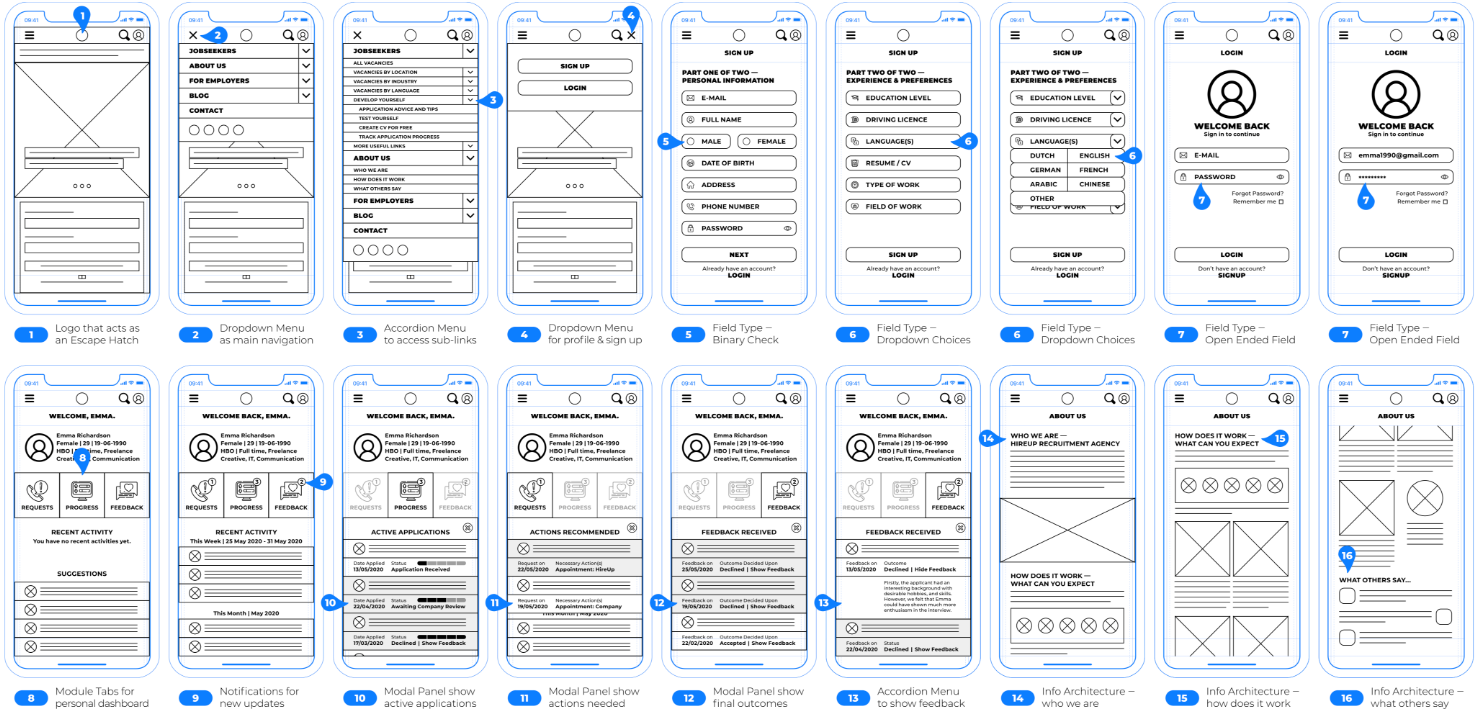 09:41
1
1 Logo that acts as
an Escape Hatch
09:41
2
JOBSEEKERS
ABOUT US
FOR EMPLOYERS
BLOG
CONTACT
2 Dropdown Menu
as main navigation
09:41
JOBSEEKERS
ALL VACANCIES
VACANCIES BY LOCATION
VACANCIES BY INDUSTRY
VACANCIES BY LANGUAGE
DEVELOP YOURSELF
3
APPLICATION ADVICE AND TIPS
TEST YOURSELF
CREATE CV FOR FREE
TRACK APPLICATION PROGRESS
MORE USEFUL LINKS
ABOUT US
WHO WE ARE
HOW DOES IT WORK
WHAT OTHERS SAY
FOR EMPLOYERS
BLOG
CONTACT
3 Accordion Menu
to access sub-links
09:41
4
SIGN UP
LOGIN
4 Dropdown Menu
for profile & sign up
09:41
SIGN UP
PART ONE OF TWO —
PERSONAL INFORMATION
E-MAIL
FULL NAME
5
MALE FEMALE
DATE OF BIRTH
ADDRESS
PHONE NUMBER
PASSWORD
NEXT
Already have an account?
LOGIN
5 Field Type –
Binary Check
09:41
SIGN UP
PART TWO OF TWO —
EXPERIENCE & PREFERENCES
EDUCATION LEVEL
DRIVING LICENCE
LANGUAGE(S)
6
RESUME / CV
TYPE OF WORK
FIELD OF WORK
SIGN UP
Already have an account?
LOGIN
6 Field Type –
Dropdown Choices
09:41
SIGN UP
PART TWO OF TWO —
EXPERIENCE & PREFERENCES
EDUCATION LEVEL
DRIVING LICENCE
LANGUAGE(S)
DUTCH ENGLISH
6
GERMAN FRENCH
ARABIC CHINESE
OTHER
FIELD OF WORK
SIGN UP
Already have an account?
LOGIN
6 Field Type –
Dropdown Choices
09:41
LOGIN
WELCOME BACK
Sign in to continue
E-MAIL
PASSWORD
7
Forgot Password?
Remember me
LOGIN
Don't have an account?
SIGNUP
7 Field Type –
Open Ended Field
09:41
LOGIN
WELCOME BACK
Sign in to continue
emma1990@gmail.com
•••••••••
7
Forgot Password?
Remember me
LOGIN
Don't have an account?
SIGNUP
7 Field Type –
Open Ended Field
09:41
WELCOME, EMMA.
Emma Richardson
Female | 29 | 19-06-1990
HBO | Full time, Freelance
Creative, IT, Communication
8
1 3 2
REQUESTS PROGRESS FEEDBACK
RECENT ACTIVITY
You have no recent activities yet.
SUGGESTIONS
8 Module Tabs for
personal dashboard
09:41
WELCOME BACK, EMMA.
Emma Richardson
Female | 29 | 19-06-1990
HBO | Full time, Freelance
Creative, IT, Communication
1 3 2
9
REQUESTS PROGRESS FEEDBACK
RECENT ACTIVITY
This Week | 25 May 2020 - 31 May 2020
This Month | May 2020
9 Notifications for
new updates
09:41
WELCOME BACK, EMMA.
Emma Richardson
Female | 29 | 19-06-1990
HBO | Full time, Freelance
Creative, IT, Communication
1 3 2
REQUESTS PROGRESS FEEDBACK
ACTIVE APPLICATIONS
Date Applied Status
13/05/2020 Application Received
10
Date Applied Status
22/04/2020 Awaiting Company Review
Date Applied Status
17/03/2020 Declined | Show Feedback
10 Modal Panel show
active applications
09:41
WELCOME BACK, EMMA.
Emma Richardson
Female | 29 | 19-06-1990
HBO | Full time, Freelance
Creative, IT, Communication
1 3 2
REQUESTS PROGRESS FEEDBACK
ACTIONS RECOMMENDED
Request on Necessary Action(s)
22/05/2020 Appointment: HireUp
11
Request on Necessary Action(s)
19/05/2020 Appointment: Company
This Month | May 2020
11 Modal Panel show
actions needed
09:41
WELCOME BACK, EMMA.
Emma Richardson
Female | 29 | 19-06-1990
HBO | Full time, Freelance
Creative, IT, Communication
1 3 2
REQUESTS PROGRESS FEEDBACK
FEEDBACK RECEIVED
Feedback on Outcome Decided Upon
25/05/2020 Declined | Show Feedback
12
Feedback on Outcome Decided Upon
19/05/2020 Declined | Show Feedback
Feedback on Outcome Decided Upon
22/02/2020 Accepted | Show Feedback
12 Modal Panel show
final outcomes
09:41
WELCOME BACK, EMMA.
Emma Richardson
Female | 29 | 19-06-1990
HBO | Full time, Freelance
Creative, IT, Communication
1 3 2
REQUESTS PROGRESS FEEDBACK
FEEDBACK RECEIVED
Feedback on Outcome
13/05/2020 Declined | Hide Feedback
Firstly, the applicant had an
interesting background with
desirable hobbies, and skills.
However, we felt that Emma
could have shown much more
enthusiasm in the interview.
13
Feedback on Status
22/04/2020 Declined | Show Feedback
13 Accordion Menu
to show feedback
09:41
ABOUT US
14
WHO WE ARE —
HIREUP RECRUITMENT AGENCY
HOW DOES IT WORK —
WHAT CAN YOU EXPECT
14 Info Architecture –
who we are
09:41
ABOUT US
HOW DOES IT WORK —
WHAT CAN YOU EXPECT
15
15 Info Architecture –
how does it work
09:41
ABOUT US
16
WHAT OTHERS SAY...
16 Info Architecture –
what others say